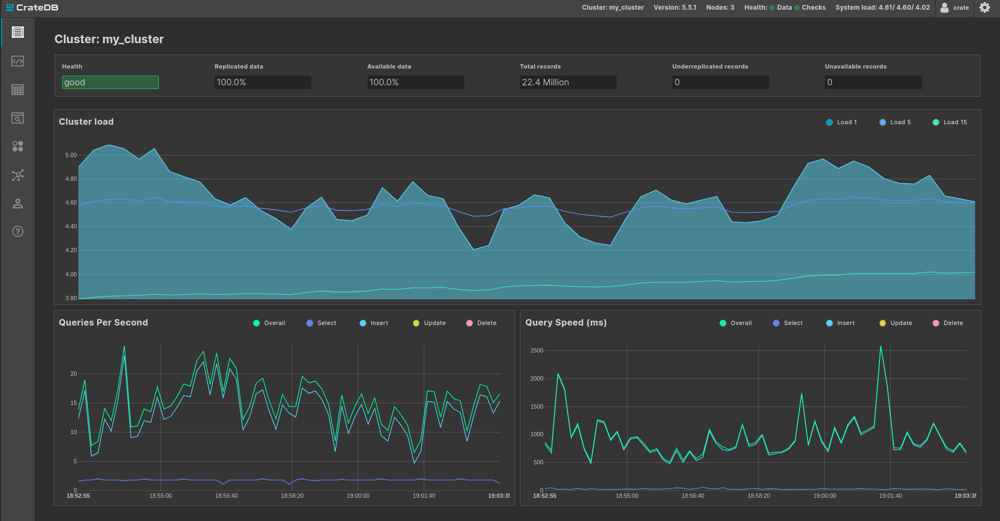 CrateDB
Cluster: my_cluster Version: 5.5.1 Nodes: 3 Health: Data Checks System load: 4.61/ 4.60/ 4.02 crate
Cluster: my_cluster
Health Replicated data Available data Total records Underreplicated records Unavailable records
good 100.0% 100.0% 22.4 Million 0 0
Cluster load
Load 1 Load 5 Load 15
5.00
4.80
4.60
4.40
4.20
4.00
3.80
Queries Per Second
Overall Select Insert Update Delete
20
15
10
5
0
18:52:55 18:55:00 18:56:40 18:58:20 19:00:00 19:01:40 19:03:35
Query Speed (ms)
Overall Select Insert Update Delete
2500
2000
1500
1000
500
0
18:52:55 18:55:00 18:56:40 18:58:20 19:00:00 19:01:40 19:03:35